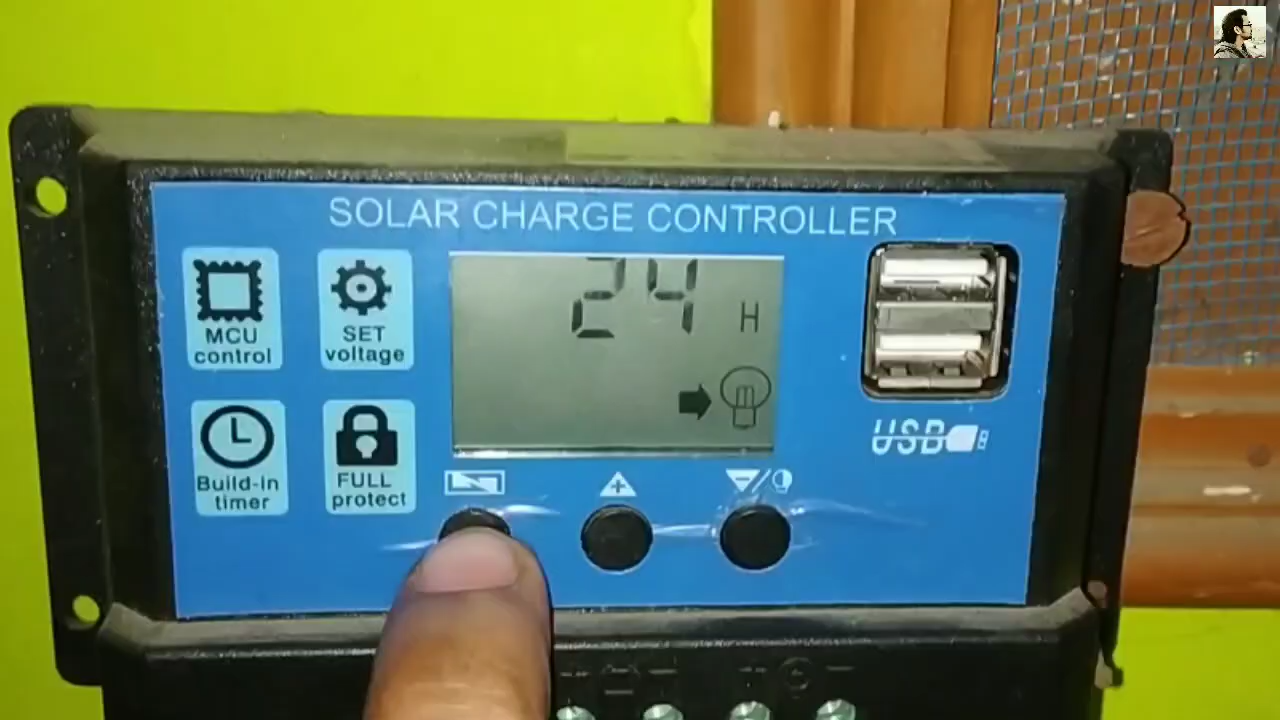 SOLAR CHARGE CONTROLLER
MCU
control
SET
voltage
24 H
Build-in
timer
FULL
protect
USB